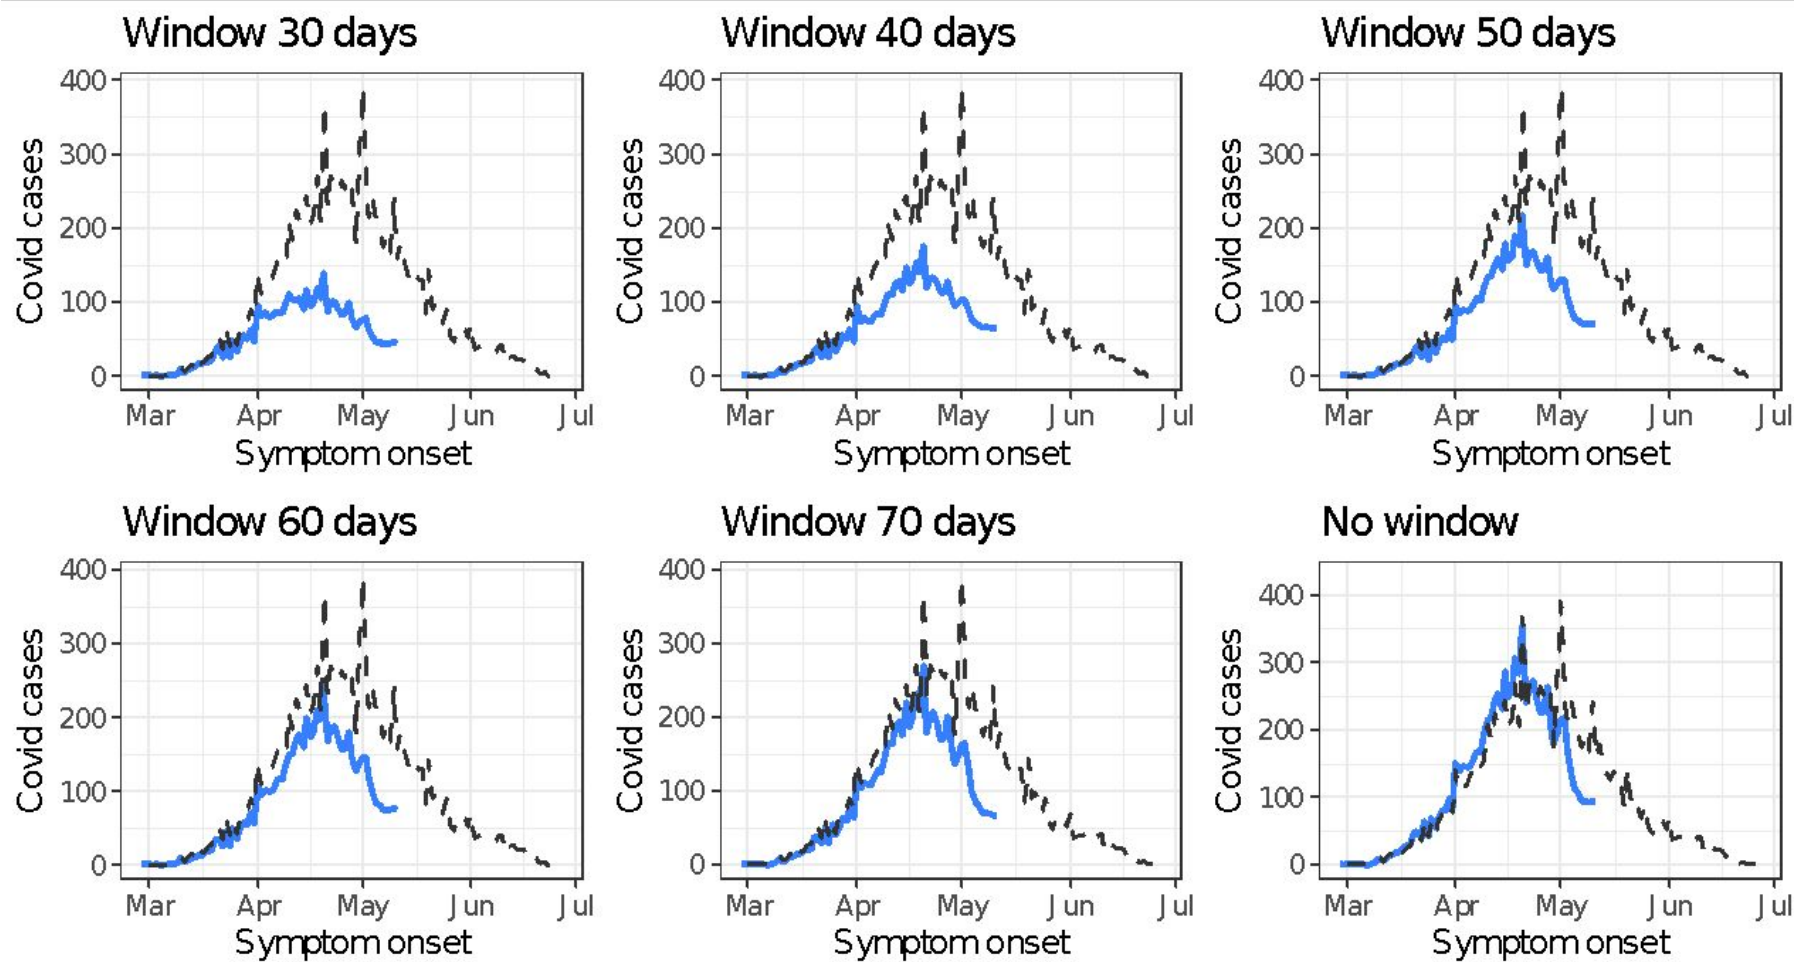 Window 30 days
Window 40 days
Window 50 days
400
300
200
100
0
Covid cases
Mar Apr May Jun Jul
Symptom onset
400
300
200
100
0
Covid cases
Mar Apr May Jun Jul
Symptom onset
400
300
200
100
0
Covid cases
Mar Apr May Jun Jul
Symptom onset
Window 60 days
Window 70 days
No window
400
300
200
100
0
Covid cases
Mar Apr May Jun Jul
Symptom onset
400
300
200
100
0
Covid cases
Mar Apr May Jun Jul
Symptom onset
400
300
200
100
0
Covid cases
Mar Apr May Jun Jul
Symptom onset